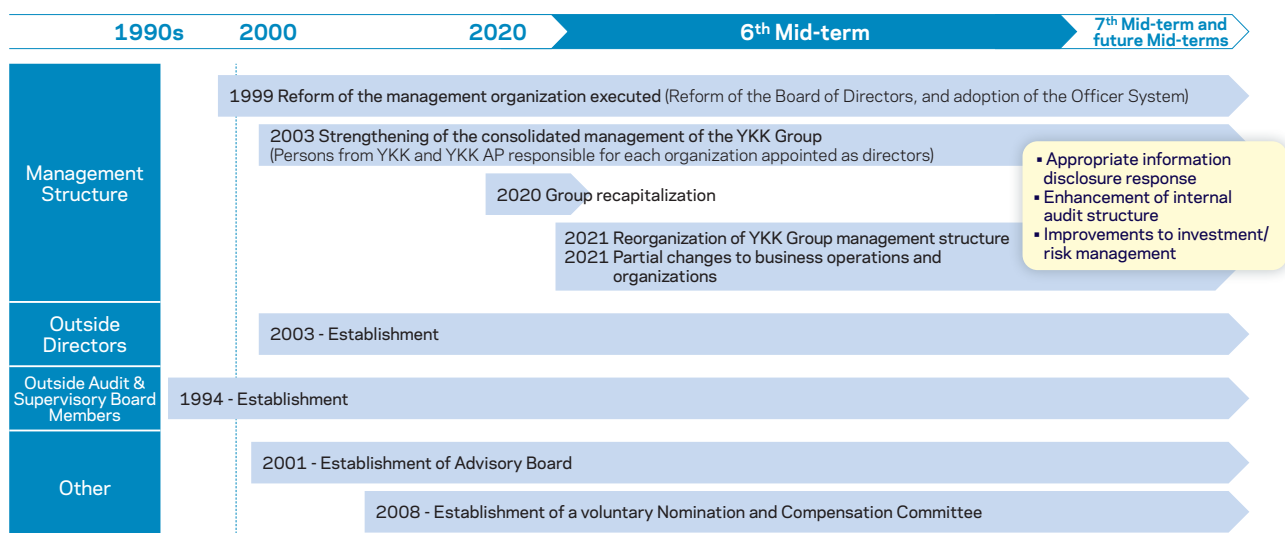 1990s
2000
2020
6th Mid-term
7th Mid-term and
future Mid-terms
Management
Structure
1999 Reform of the management organization executed (Reform of the Board of Directors, and adoption of the Officer System)
2003 Strengthening of the consolidated management of the YKK Group
(Persons from YKK and YKK AP responsible for each organization appointed as directors)
2020 Group recapitalization
2021 Reorganization of YKK Group management structure
2021 Partial changes to business operations and
organizations
▪ Appropriate information
disclosure response
▪ Enhancement of internal
audit structure
▪ Improvements to investment/
risk management
Outside
Directors
2003 - Establishment
Outside Audit &
Supervisory Board
Members
1994 - Establishment
Other
2001 - Establishment of Advisory Board
2008 - Establishment of a voluntary Nomination and Compensation Committee